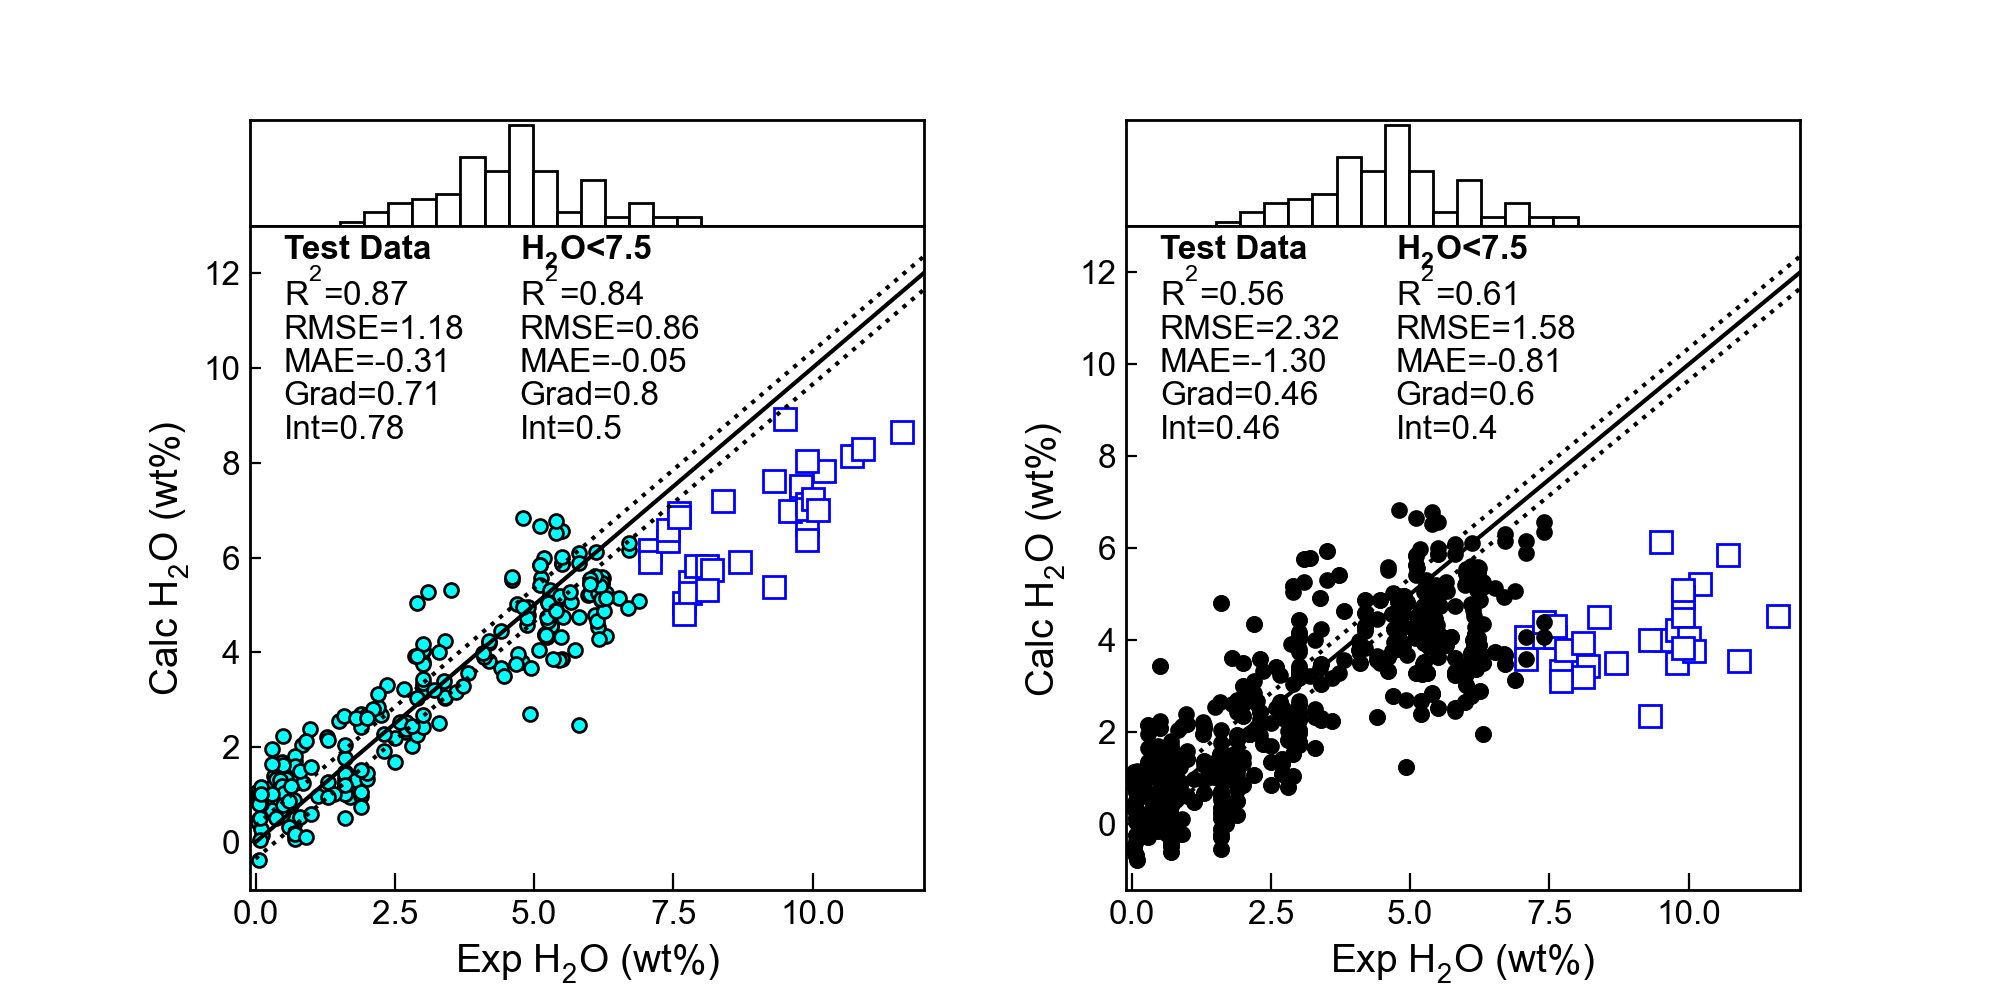 Test Data
R²=0.87
RMSE=1.18
MAE=-0.31
Grad=0.71
Int=0.78
H₂O<7.5
R²=0.84
RMSE=0.86
MAE=-0.05
Grad=0.8
Int=0.5
12
10
8
6
4
2
0
Calc H₂O (wt%)
0.0 2.5 5.0 7.5 10.0
Exp H₂O (wt%)
Test Data
R²=0.56
RMSE=2.32
MAE=-1.30
Grad=0.46
Int=0.46
H₂O<7.5
R²=0.61
RMSE=1.58
MAE=-0.81
Grad=0.6
Int=0.4
12
10
8
6
4
2
0
Calc H₂O (wt%)
0.0 2.5 5.0 7.5 10.0
Exp H₂O (wt%)